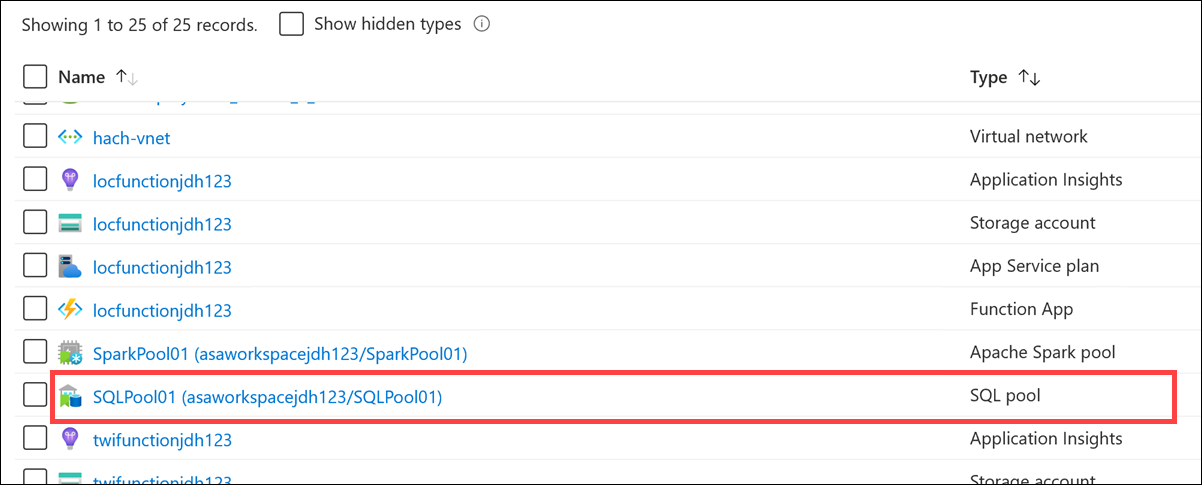 Showing 1 to 25 of 25 records. Show hidden types
Name Type
hach-vnet Virtual network
locfunctionjdh123 Application Insights
locfunctionjdh123 Storage account
locfunctionjdh123 App Service plan
locfunctionjdh123 Function App
SparkPool01 (asaworkspacejdh123/SparkPool01) Apache Spark pool
SQLPool01 (asaworkspacejdh123/SQLPool01) SQL pool
twifunctionjdh123 Application Insights
twifunctionjdh123 Storage account